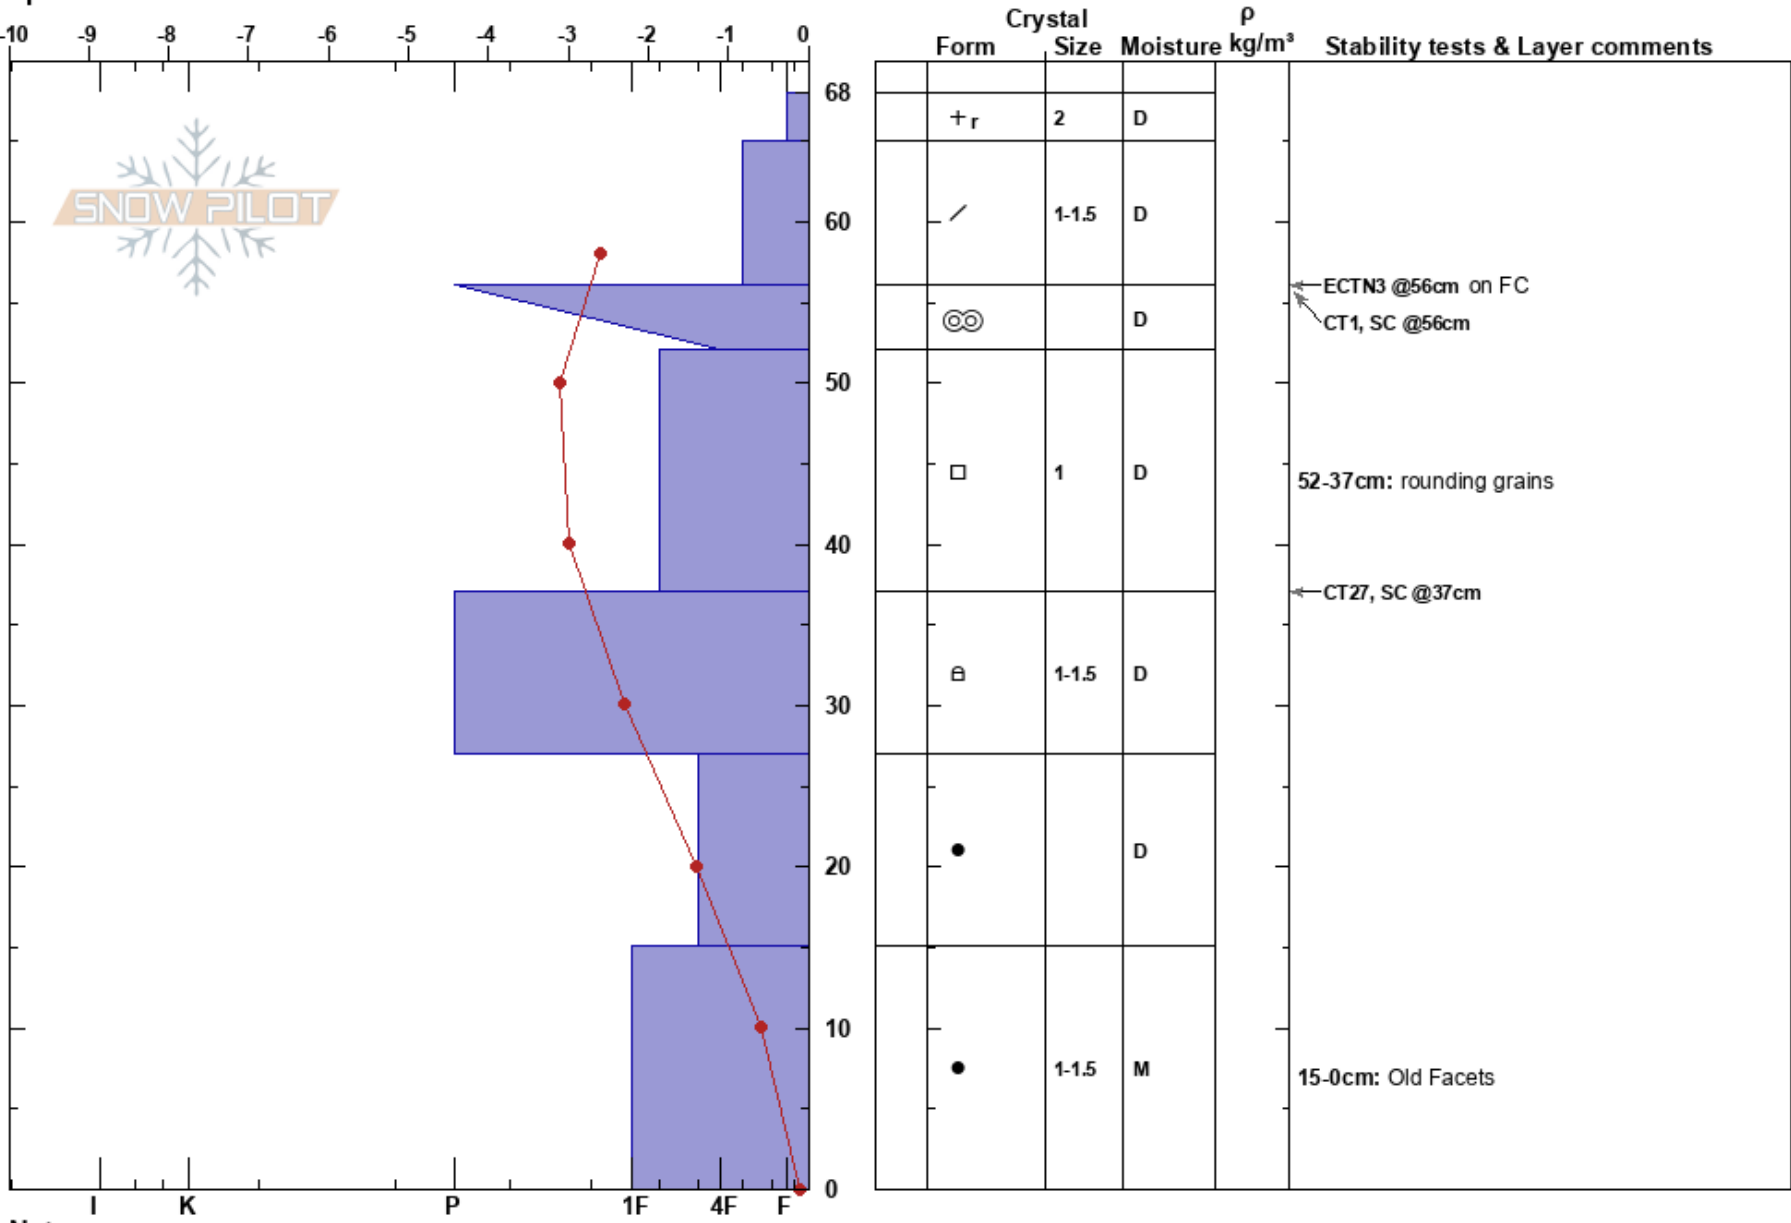 Crystal ρ
-10 -9 -8 -7 -6 -5 -4 -3 -2 -1 0 Form Size Moisture kg/m³ Stability tests & Layer comments
68
+ r 2 D
SNOW PILOT
/ 1-1.5 D
60
ECTN3 @56cm on FC
D
CT1, SC @56cm
50
1 D
52-37cm: rounding grains
40
CT27, SC @37cm
1-1.5 D
30
D
20
10
1-1.5 M
15-0cm: Old Facets
0
I K P 1F 4F F